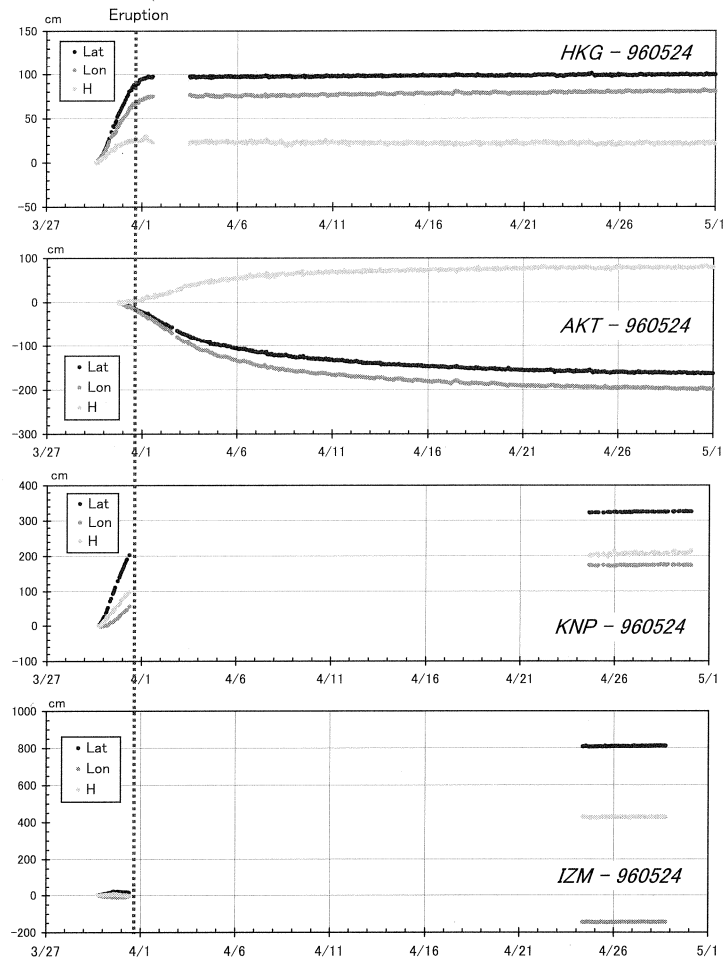 Eruption
cm
150
Lat
HKG – 960524
Lon
100
H
50
0
-50
3/27 4/1 4/6 4/11 4/16 4/21 4/26 5/1
cm
100
0
AKT – 960524
-100
Lat
Lon
-200
H
-300
3/27 4/1 4/6 4/11 4/16 4/21 4/26 5/1
cm
400
Lat
300
Lon
H
200
100
0
KNP – 960524
-100
3/27 4/1 4/6 4/11 4/16 4/21 4/26 5/1
cm
1000
Lat
800
Lon
H
600
400
200
IZM – 960524
0
-200
3/27 4/1 4/6 4/11 4/16 4/21 4/26 5/1